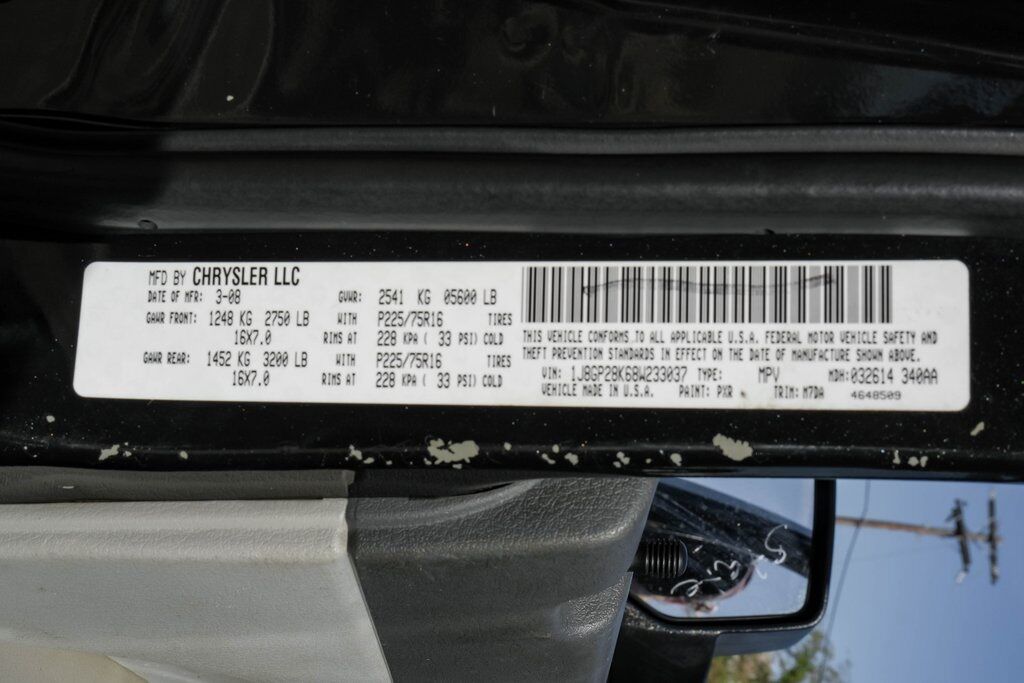 MFD BY CHRYSLER LLC
DATE OF MFR: 3-08 GVWR: 2541 KG 05600 LB
GAWR FRONT: 1248 KG 2750 LB WITH P225/75R16 TIRES
16X7.0 RIMS AT 228 KPA ( 33 PSI) COLD
GAWR REAR: 1452 KG 3200 LB WITH P225/75R16 TIRES
16X7.0 RIMS AT 228 KPA ( 33 PSI) COLD
THIS VEHICLE CONFORMS TO ALL APPLICABLE U.S.A. FEDERAL MOTOR VEHICLE SAFETY AND
THEFT PREVENTION STANDARDS IN EFFECT ON THE DATE OF MANUFACTURE SHOWN ABOVE.
VIN: 1J8GP28K68W233037 TYPE: MPV MDH: 032614 340AA
VEHICLE MADE IN U.S.A. PAINT: PXR TRIM: M7DA 4648509